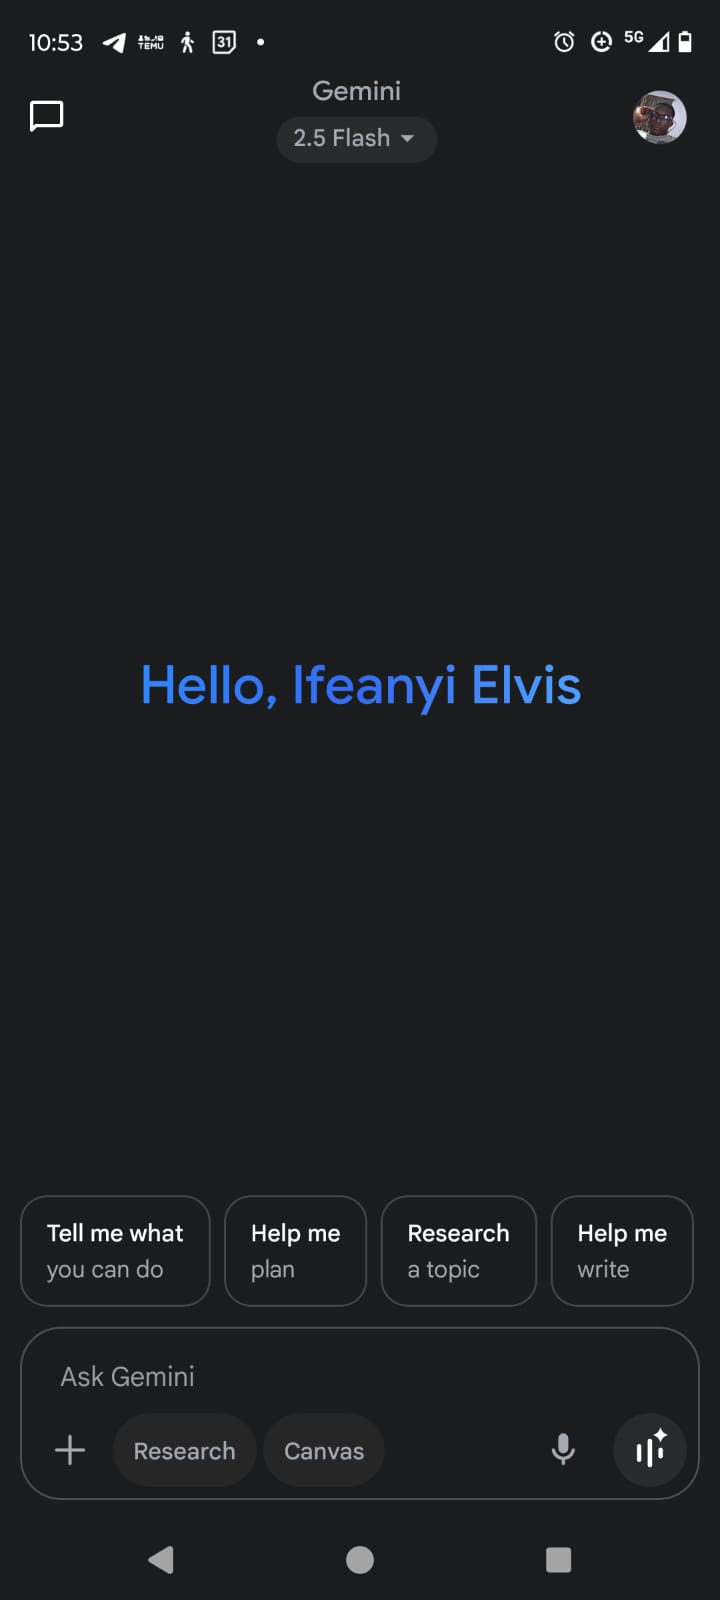 10:53 TEMU 31 5G
Gemini
2.5 Flash
Hello, Ifeanyi Elvis
Tell me what
you can do
Help me
plan
Research
a topic
Help me
write
Ask Gemini
Research Canvas